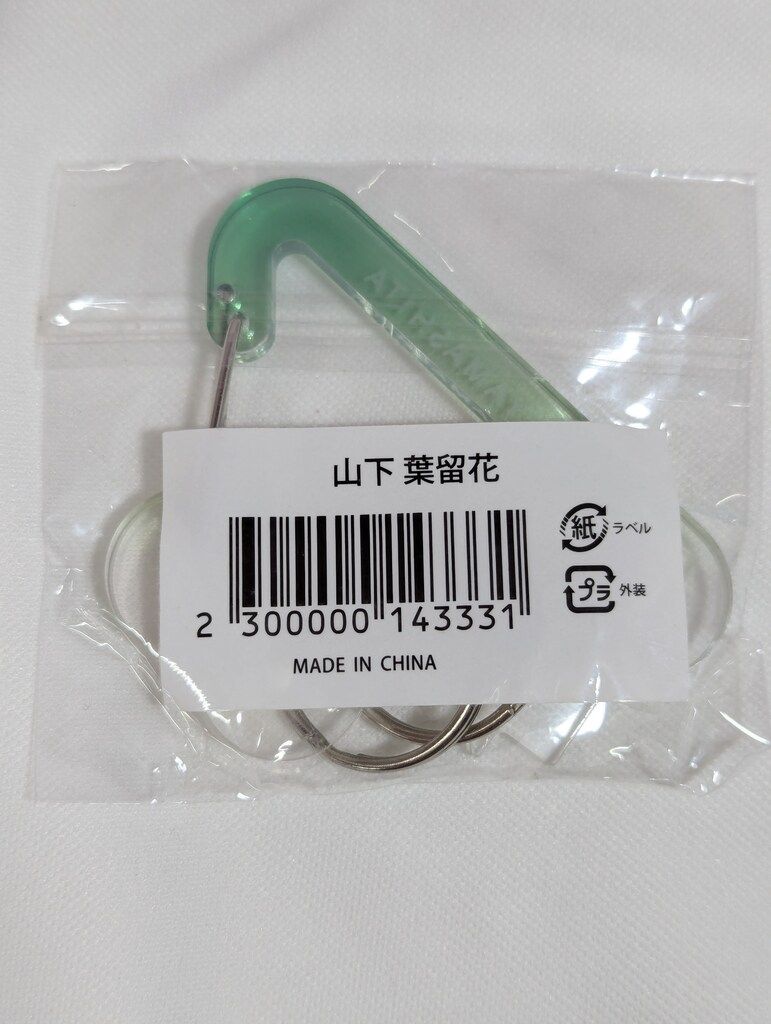 山下 葉留花
紙 ラベル
プラ 外装
2 300000 143331
MADE IN CHINA